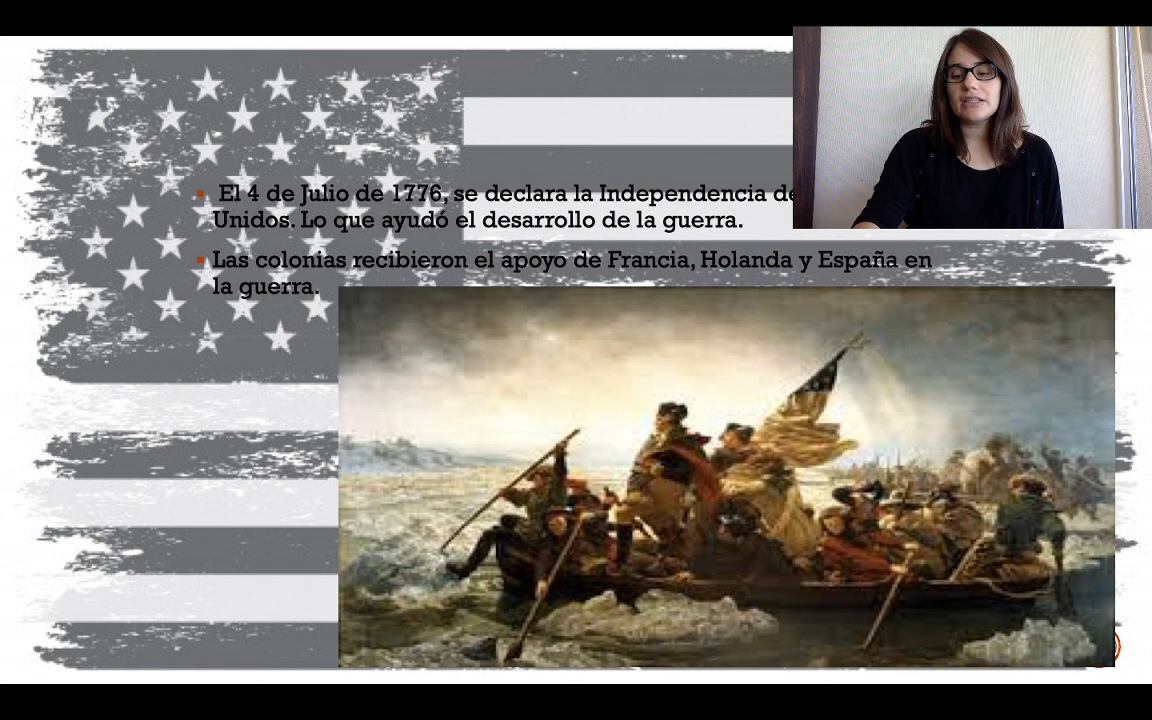 El 4 de Julio de 1776, se declara la Independencia de
Unidos. Lo que ayudó el desarrollo de la guerra.
Las colonias recibieron el apoyo de Francia, Holanda y España en
la guerra.